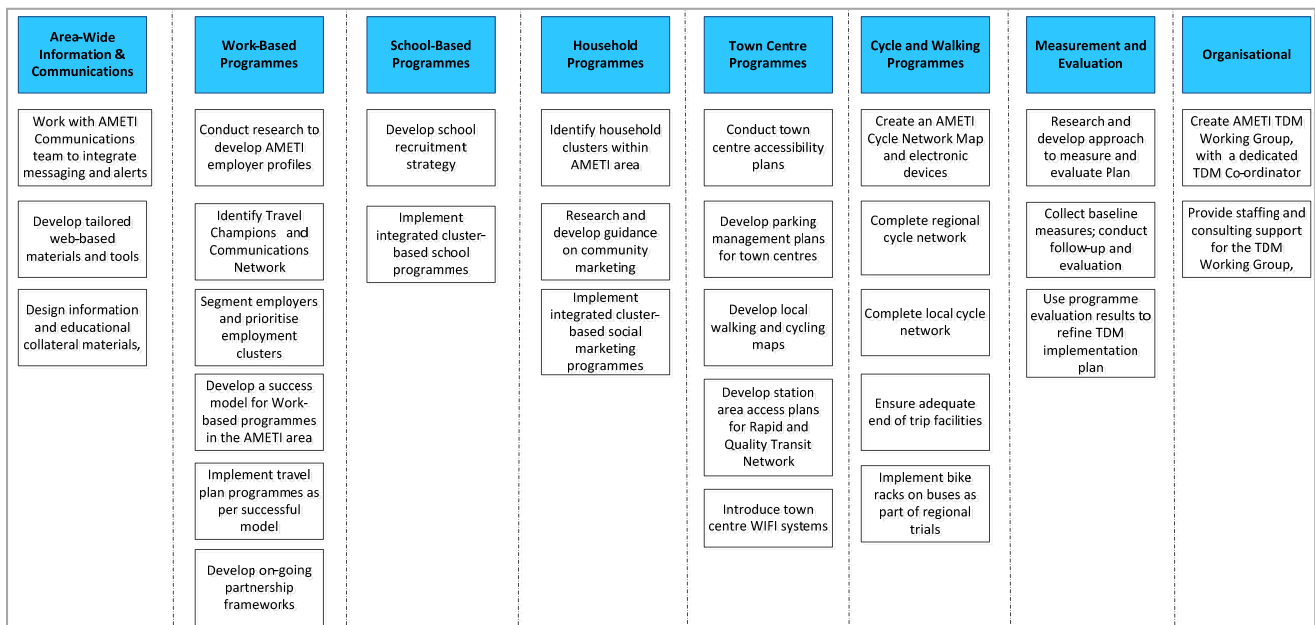 Area-Wide
Information &
Communications
Work with AMETI
Communications
team to integrate
messaging and alerts
Develop tailored
web-based
materials and tools
Design information
and educational
collateral materials,
Work-Based
Programmes
Conduct research to
develop AMETI
employer profiles
Identify Travel
Champions and
Communications
Network
Segment employers
and prioritise
employment
clusters
Develop a success
model for Work-
based programmes
in the AMETI area
Implement travel
plan programmes as
per successful
model
Develop on-going
partnership
frameworks
School-Based
Programmes
Develop school
recruitment
strategy
Implement
integrated cluster-
based school
programmes
Household
Programmes
Identify household
clusters within
AMETI area
Research and
develop guidance
on community
marketing
Implement
integrated cluster-
based social
marketing
programmes
Town Centre
Programmes
Conduct town
centre accessibility
plans
Develop parking
management plans
for town centres
Develop local
walking and cycling
maps
Develop station
area access plans
for Rapid and
Quality Transit
Network
Introduce town
centre WIFI systems
Cycle and Walking
Programmes
Create an AMETI
Cycle Network Map
and electronic
devices
Complete regional
cycle network
Complete local cycle
network
Ensure adequate
end of trip facilities
Implement bike
racks on buses as
part of regional
trials
Measurement and
Evaluation
Research and
develop approach
to measure and
evaluate Plan
Collect baseline
measures; conduct
follow-up and
evaluation
Use programme
evaluation results to
refine TDM
implementation
plan
Organisational
Create AMETI TDM
Working Group,
with a dedicated
TDM Co-ordinator
Provide staffing and
consulting support
for the TDM
Working Group,